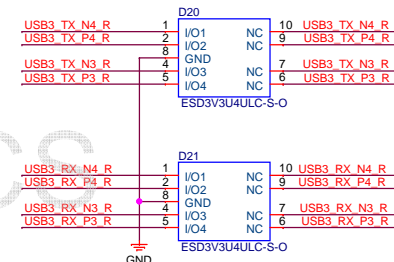 D20
USB3_TX_N4_R 1 I/O1 NC 10 USB3_TX_N4_R
USB3_TX_P4_R 2 I/O2 NC 9 USB3_TX_P4_R
8 GND
USB3_TX_N3_R 4 I/O3 NC 7 USB3_TX_N3_R
USB3_TX_P3_R 5 I/O4 NC 6 USB3_TX_P3_R
ESD3V3U4ULC-S-O
D21
USB3_RX_N4_R 1 I/O1 NC 10 USB3_RX_N4_R
USB3_RX_P4_R 2 I/O2 NC 9 USB3_RX_P4_R
8 GND
USB3_RX_N3_R 4 I/O3 NC 7 USB3_RX_N3_R
USB3_RX_P3_R 5 I/O4 NC 6 USB3_RX_P3_R
ESD3V3U4ULC-S-O
GND